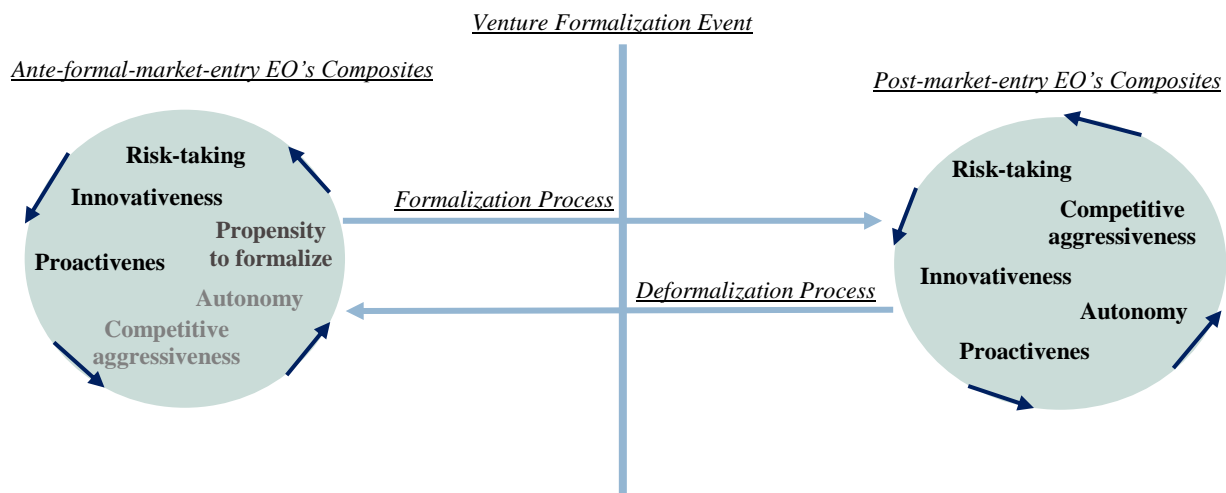 Venture Formalization Event
Ante-formal-market-entry EO's Composites
Post-market-entry EO's Composites
Risk-taking
Innovativeness
Propensity
to formalize
Proactivenes
Autonomy
Competitive
aggressiveness
Formalization Process
Deformalization Process
Risk-taking
Competitive
aggressiveness
Innovativeness
Autonomy
Proactivenes